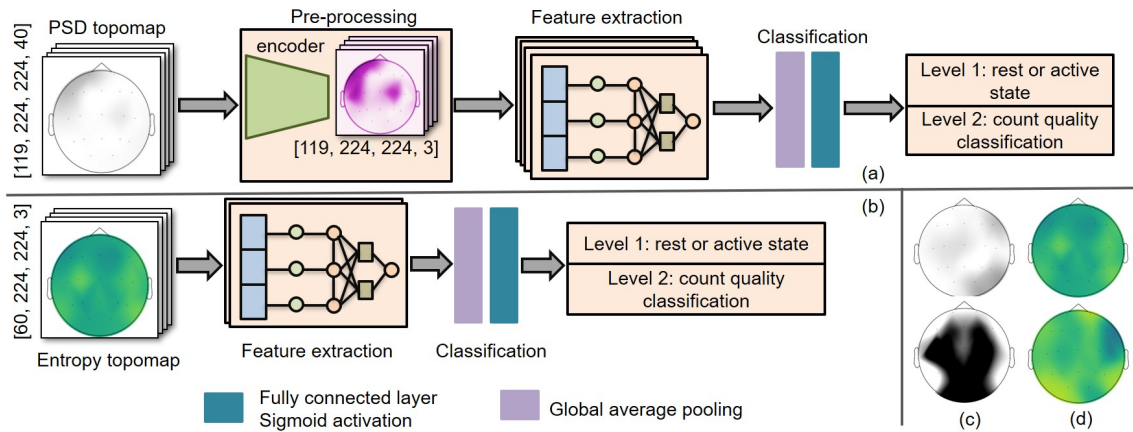 [119, 224, 224, 40]
PSD topomap
Pre-processing
encoder
[119, 224, 224, 3]
Feature extraction
Classification
Level 1: rest or active
state
Level 2: count quality
classification
(a)
[60, 224, 224, 3]
Entropy topomap
Feature extraction
Classification
Level 1: rest or active state
Level 2: count quality
classification
(b)
Fully connected layer
Sigmoid activation
Global average pooling
(c)
(d)